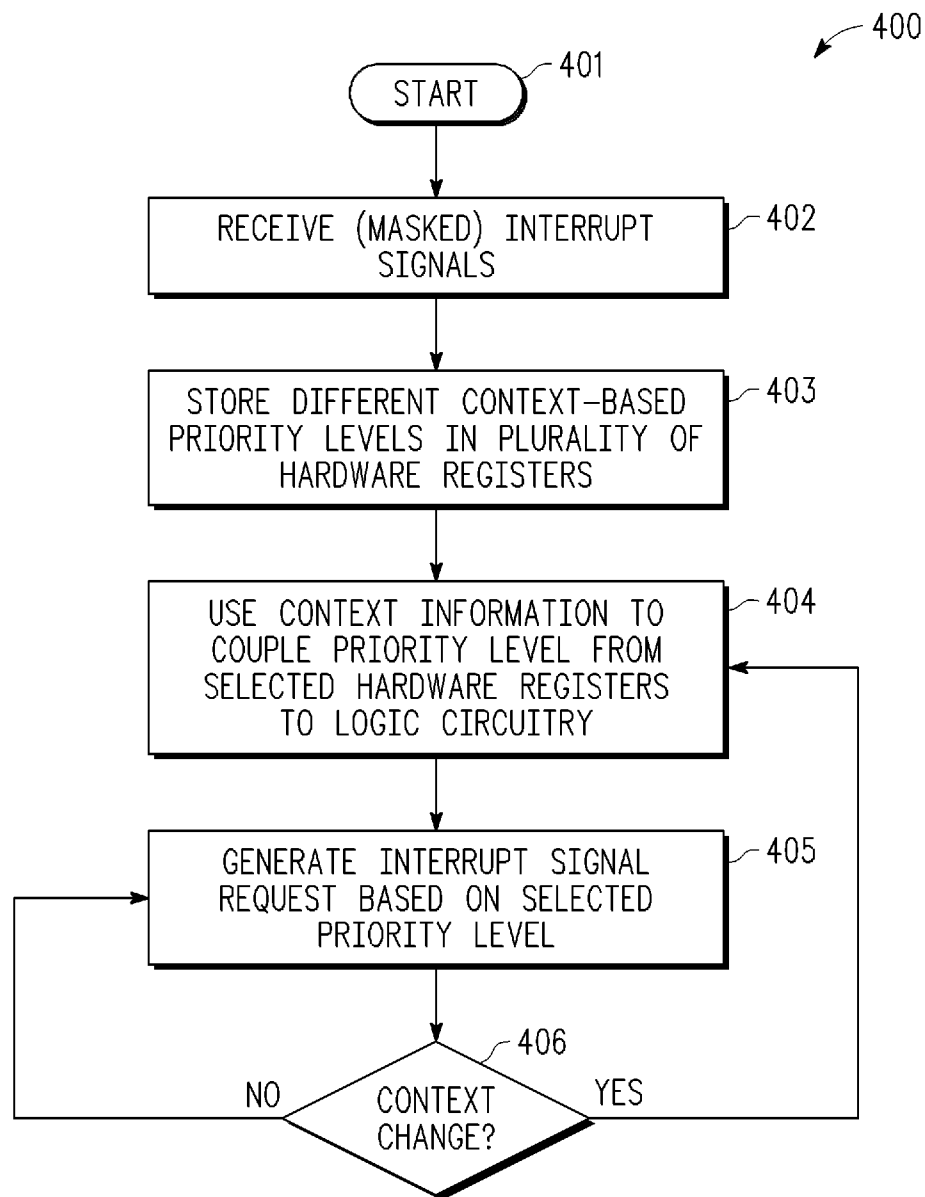 400
START
401
RECEIVE (MASKED) INTERRUPT
SIGNALS
402
STORE DIFFERENT CONTEXT-BASED
PRIORITY LEVELS IN PLURALITY OF
HARDWARE REGISTERS
403
USE CONTEXT INFORMATION TO
COUPLE PRIORITY LEVEL FROM
SELECTED HARDWARE REGISTERS
TO LOGIC CIRCUITRY
404
GENERATE INTERRUPT SIGNAL
REQUEST BASED ON SELECTED
PRIORITY LEVEL
405
406
NO
CONTEXT
CHANGE?
YES